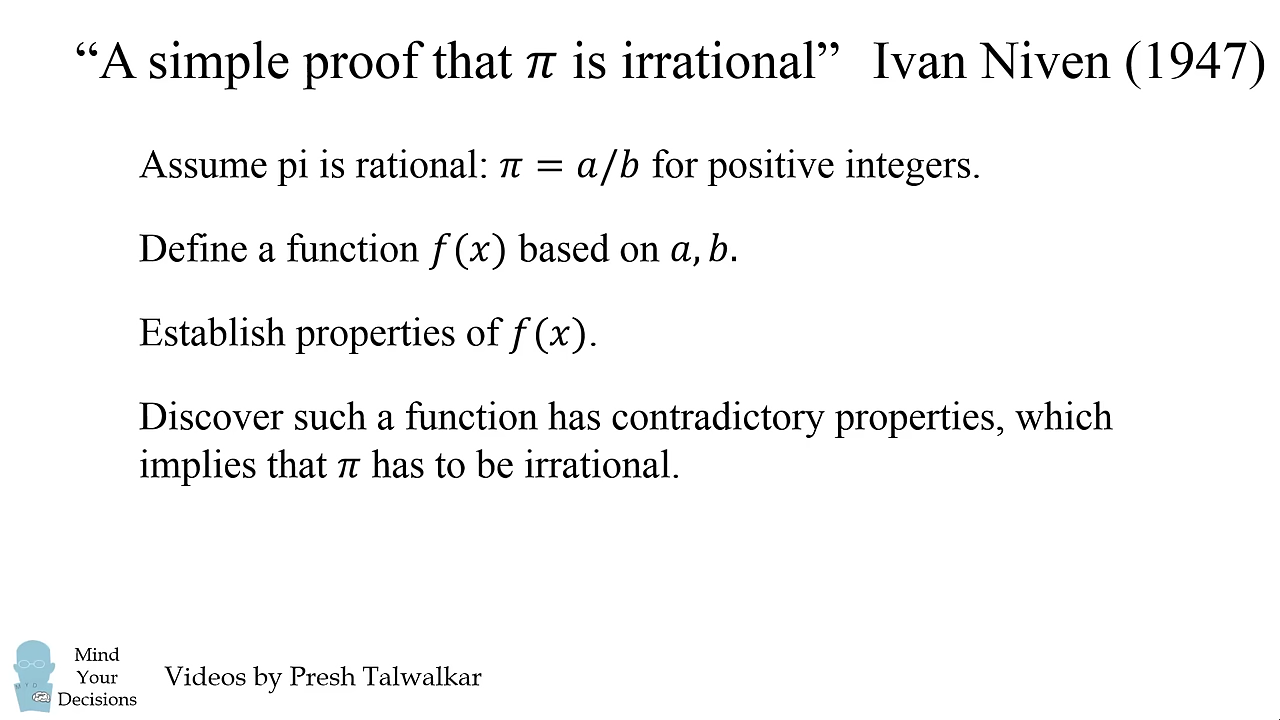 “A simple proof that 𝜋 is irrational” Ivan Niven (1947)
Assume pi is rational: 𝜋 = 𝑎/𝑏 for positive integers.
Define a function 𝑓(𝑥) based on 𝑎, 𝑏.
Establish properties of 𝑓(𝑥).
Discover such a function has contradictory properties, which
implies that 𝜋 has to be irrational.
Mind
Your
Decisions
Videos by Presh Talwalkar
M Y D